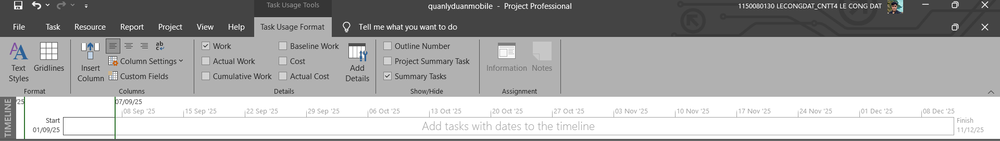 Task Usage Tools
quanlyduanmobile - Project Professional
1150080130 LECONGDAT_CNTT4 LE CONG DAT
File Task Resource Report Project View Help Task Usage Format Tell me what you want to do
Text Styles
Gridlines
Format
Insert Column
Column Settings
Custom Fields
Columns
Work
Actual Work
Cumulative Work
Baseline Work
Cost
Actual Cost
Add Details
Details
Outline Number
Project Summary Task
Summary Tasks
Show/Hide
Information
Notes
Assignment
TIMELINE
/25
07/09/25
08 Sep '25 15 Sep '25 22 Sep '25 29 Sep '25 06 Oct '25 13 Oct '25 20 Oct '25 27 Oct '25 03 Nov '25 10 Nov '25 17 Nov '25 24 Nov '25 01 Dec '25 08 Dec '25
Start
01/09/25
Add tasks with dates to the timeline
Finish
11/12/25